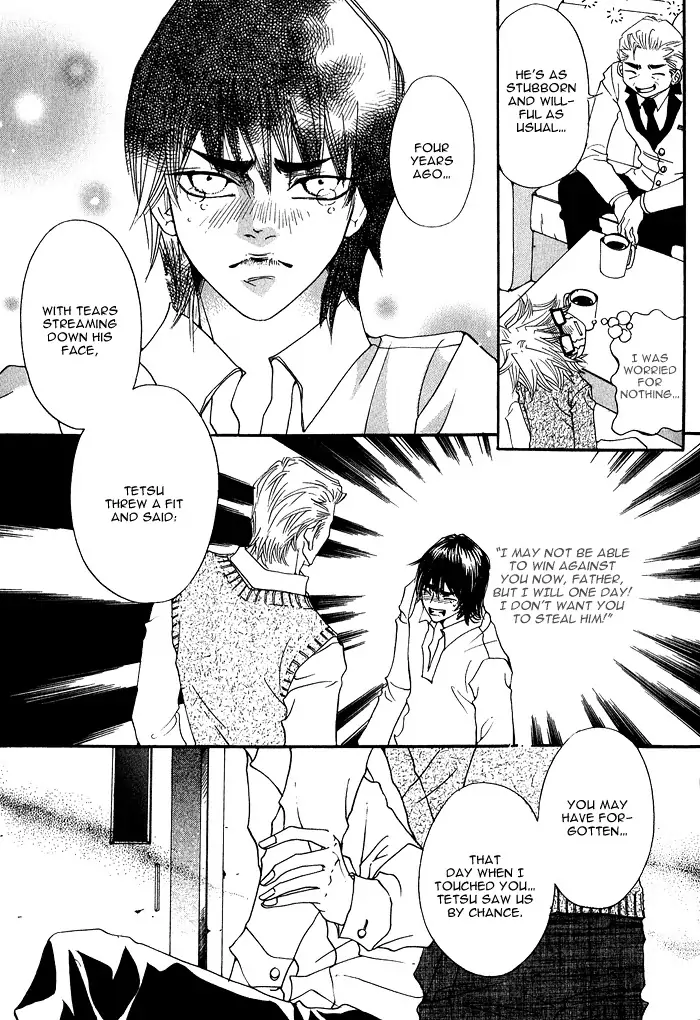 HE'S AS
STUBBORN
AND WILL-
FUL AS
USUAL...
I WAS
WORRIED
FOR
NOTHING...
FOUR
YEARS
AGO...
WITH TEARS
STREAMING
DOWN HIS
FACE,
TETSU
THREW A FIT
AND SAID:
"I MAY NOT BE ABLE
TO WIN AGAINST
YOU NOW, FATHER,
BUT I WILL ONE DAY!
I DON'T WANT YOU
TO STEAL HIM!"
YOU MAY
HAVE FOR-
GOTTEN...
THAT
DAY WHEN I
TOUCHED YOU...
TETSU SAW US
BY CHANCE.